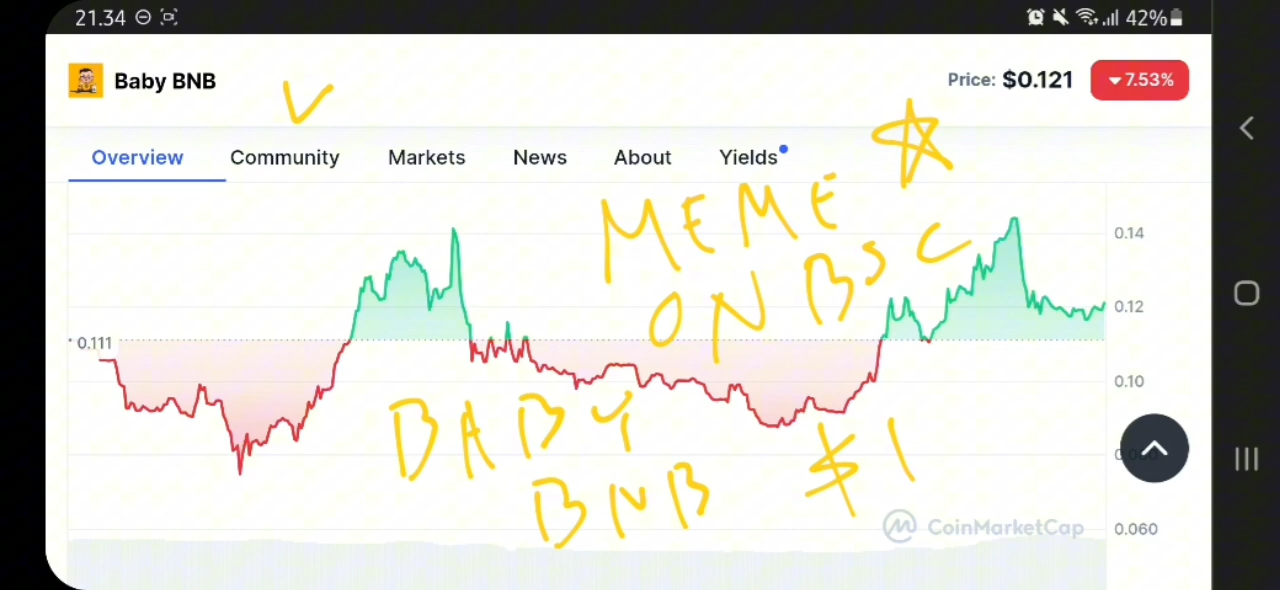 21.34
42%
Baby BNB
Price: $0.121 7.53%
Overview Community Markets News About Yields
MEME
ON BSC
0.14
0.12
0.111
0.10
BABY
BNB
$1
CoinMarketCap
0.060